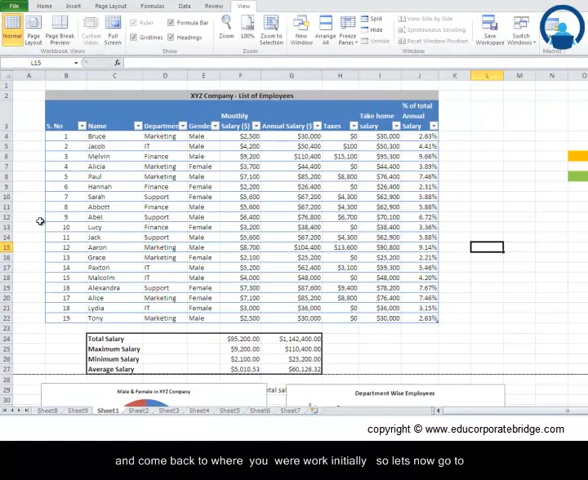 File Home Insert Page Layout Formulas Data Review View
Normal Page Layout Page Break Preview Custom Views Full Screen
Ruler Formula Bar
Gridlines Headings
Show
Zoom 100% Zoom to Selection
Zoom
New Window Arrange All Freeze Panes
Split
Hide
Unhide
View Side by Side
Synchronous Scrolling
Reset Window Position
Window
Save Workspace Switch Windows
Macros
L15 fx
A B C D E F G H I J K L M N O
XYZ Company - List of Employees
S. No Name Department Gender Monthly Salary ($) Annual Salary ($) Taxes Take home salary % of total Annual Salary
1 Bruce Marketing Male $2,500 $30,000 $0 $30,000 2.63%
2 Jacob IT Male $4,200 $50,400 $100 $50,300 4.41%
3 Melvin Finance Male $9,200 $110,400 $15,100 $95,300 9.66%
4 Alicia Marketing Female $3,700 $44,400 $0 $44,400 3.89%
5 Paul Marketing Male $7,100 $85,200 $8,800 $76,400 7.46%
6 Hannah Finance Female $2,200 $26,400 $0 $26,400 2.31%
7 Sarah Support Female $5,600 $67,200 $4,300 $62,900 5.88%
8 Abbott Finance Male $5,600 $67,200 $4,300 $62,900 5.88%
9 Abel Support Male $6,400 $76,800 $6,700 $70,100 6.72%
10 Lucy Finance Female $3,200 $38,400 $0 $38,400 3.36%
11 Jack Support Male $5,600 $67,200 $4,300 $62,900 5.88%
12 Aaron Marketing Male $8,700 $104,400 $13,600 $90,800 9.14%
13 Grace Marketing Female $2,100 $25,200 $0 $25,200 2.21%
14 Paxton IT Male $5,200 $62,400 $3,100 $59,300 5.46%
15 Malcolm IT Male $4,000 $48,000 $0 $48,000 4.20%
16 Alexandra Support Female $7,300 $87,600 $9,400 $78,200 7.67%
17 Alice Marketing Female $7,100 $85,200 $8,800 $76,400 7.46%
18 Lydia IT Female $3,000 $36,000 $0 $36,000 3.15%
19 Tony Marketing Male $2,500 $30,000 $0 $30,000 2.63%
Total Salary $95,200.00 $1,142,400.00
Maximum Salary $9,200.00 $110,400.00
Minimum Salary $2,100.00 $25,200.00
Average Salary $5,010.53 $60,126.32
Male & Female in XYZ Company
Department Wise Employees
Sheet8 Sheet9 Sheet1 Sheet2 Sheet3 Sheet4 Sheet5 Sheet6 Sheet7
copyright © www.educorporatebridge.com
and come back to where you were work initially so lets now go to